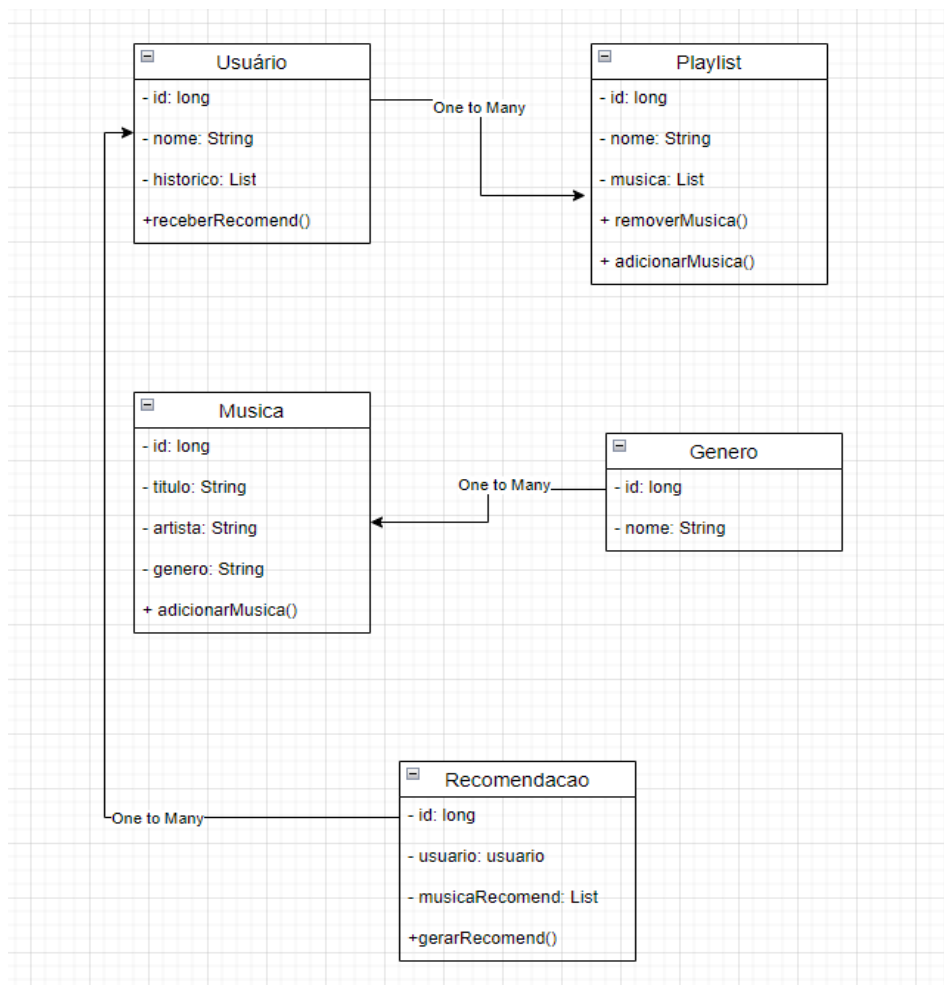 Usuário
- id: long
- nome: String
- historico: List
+receberRecomend()
One to Many
Playlist
- id: long
- nome: String
- musica: List
+ removerMusica()
+ adicionarMusica()
Musica
- id: long
- titulo: String
- artista: String
- genero: String
+ adicionarMusica()
One to Many
Genero
- id: long
- nome: String
One to Many
Recomendacao
- id: long
- usuario: usuario
- musicaRecomend: List
+gerarRecomend()